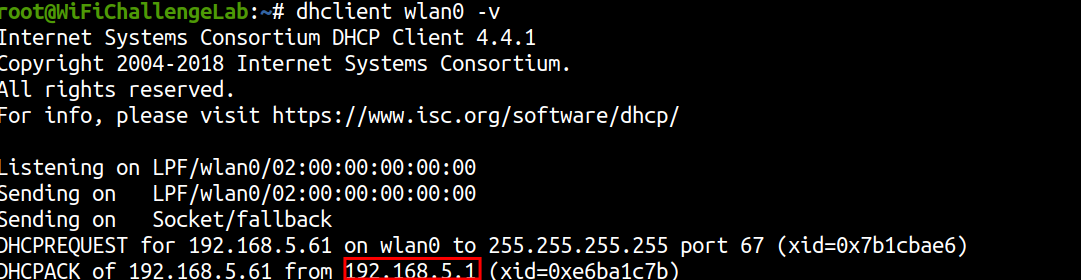 root@WiFiChallengeLab:~# dhclient wlan0 -v
Internet Systems Consortium DHCP Client 4.4.1
Copyright 2004-2018 Internet Systems Consortium.
All rights reserved.
For info, please visit https://www.isc.org/software/dhcp/
Listening on LPF/wlan0/02:00:00:00:00:00
Sending on   LPF/wlan0/02:00:00:00:00:00
Sending on   Socket/fallback
DHCPREQUEST for 192.168.5.61 on wlan0 to 255.255.255.255 port 67 (xid=0x7b1cbae6)
DHCPACK of 192.168.5.61 from 192.168.5.1 (xid=0xe6ba1c7b)